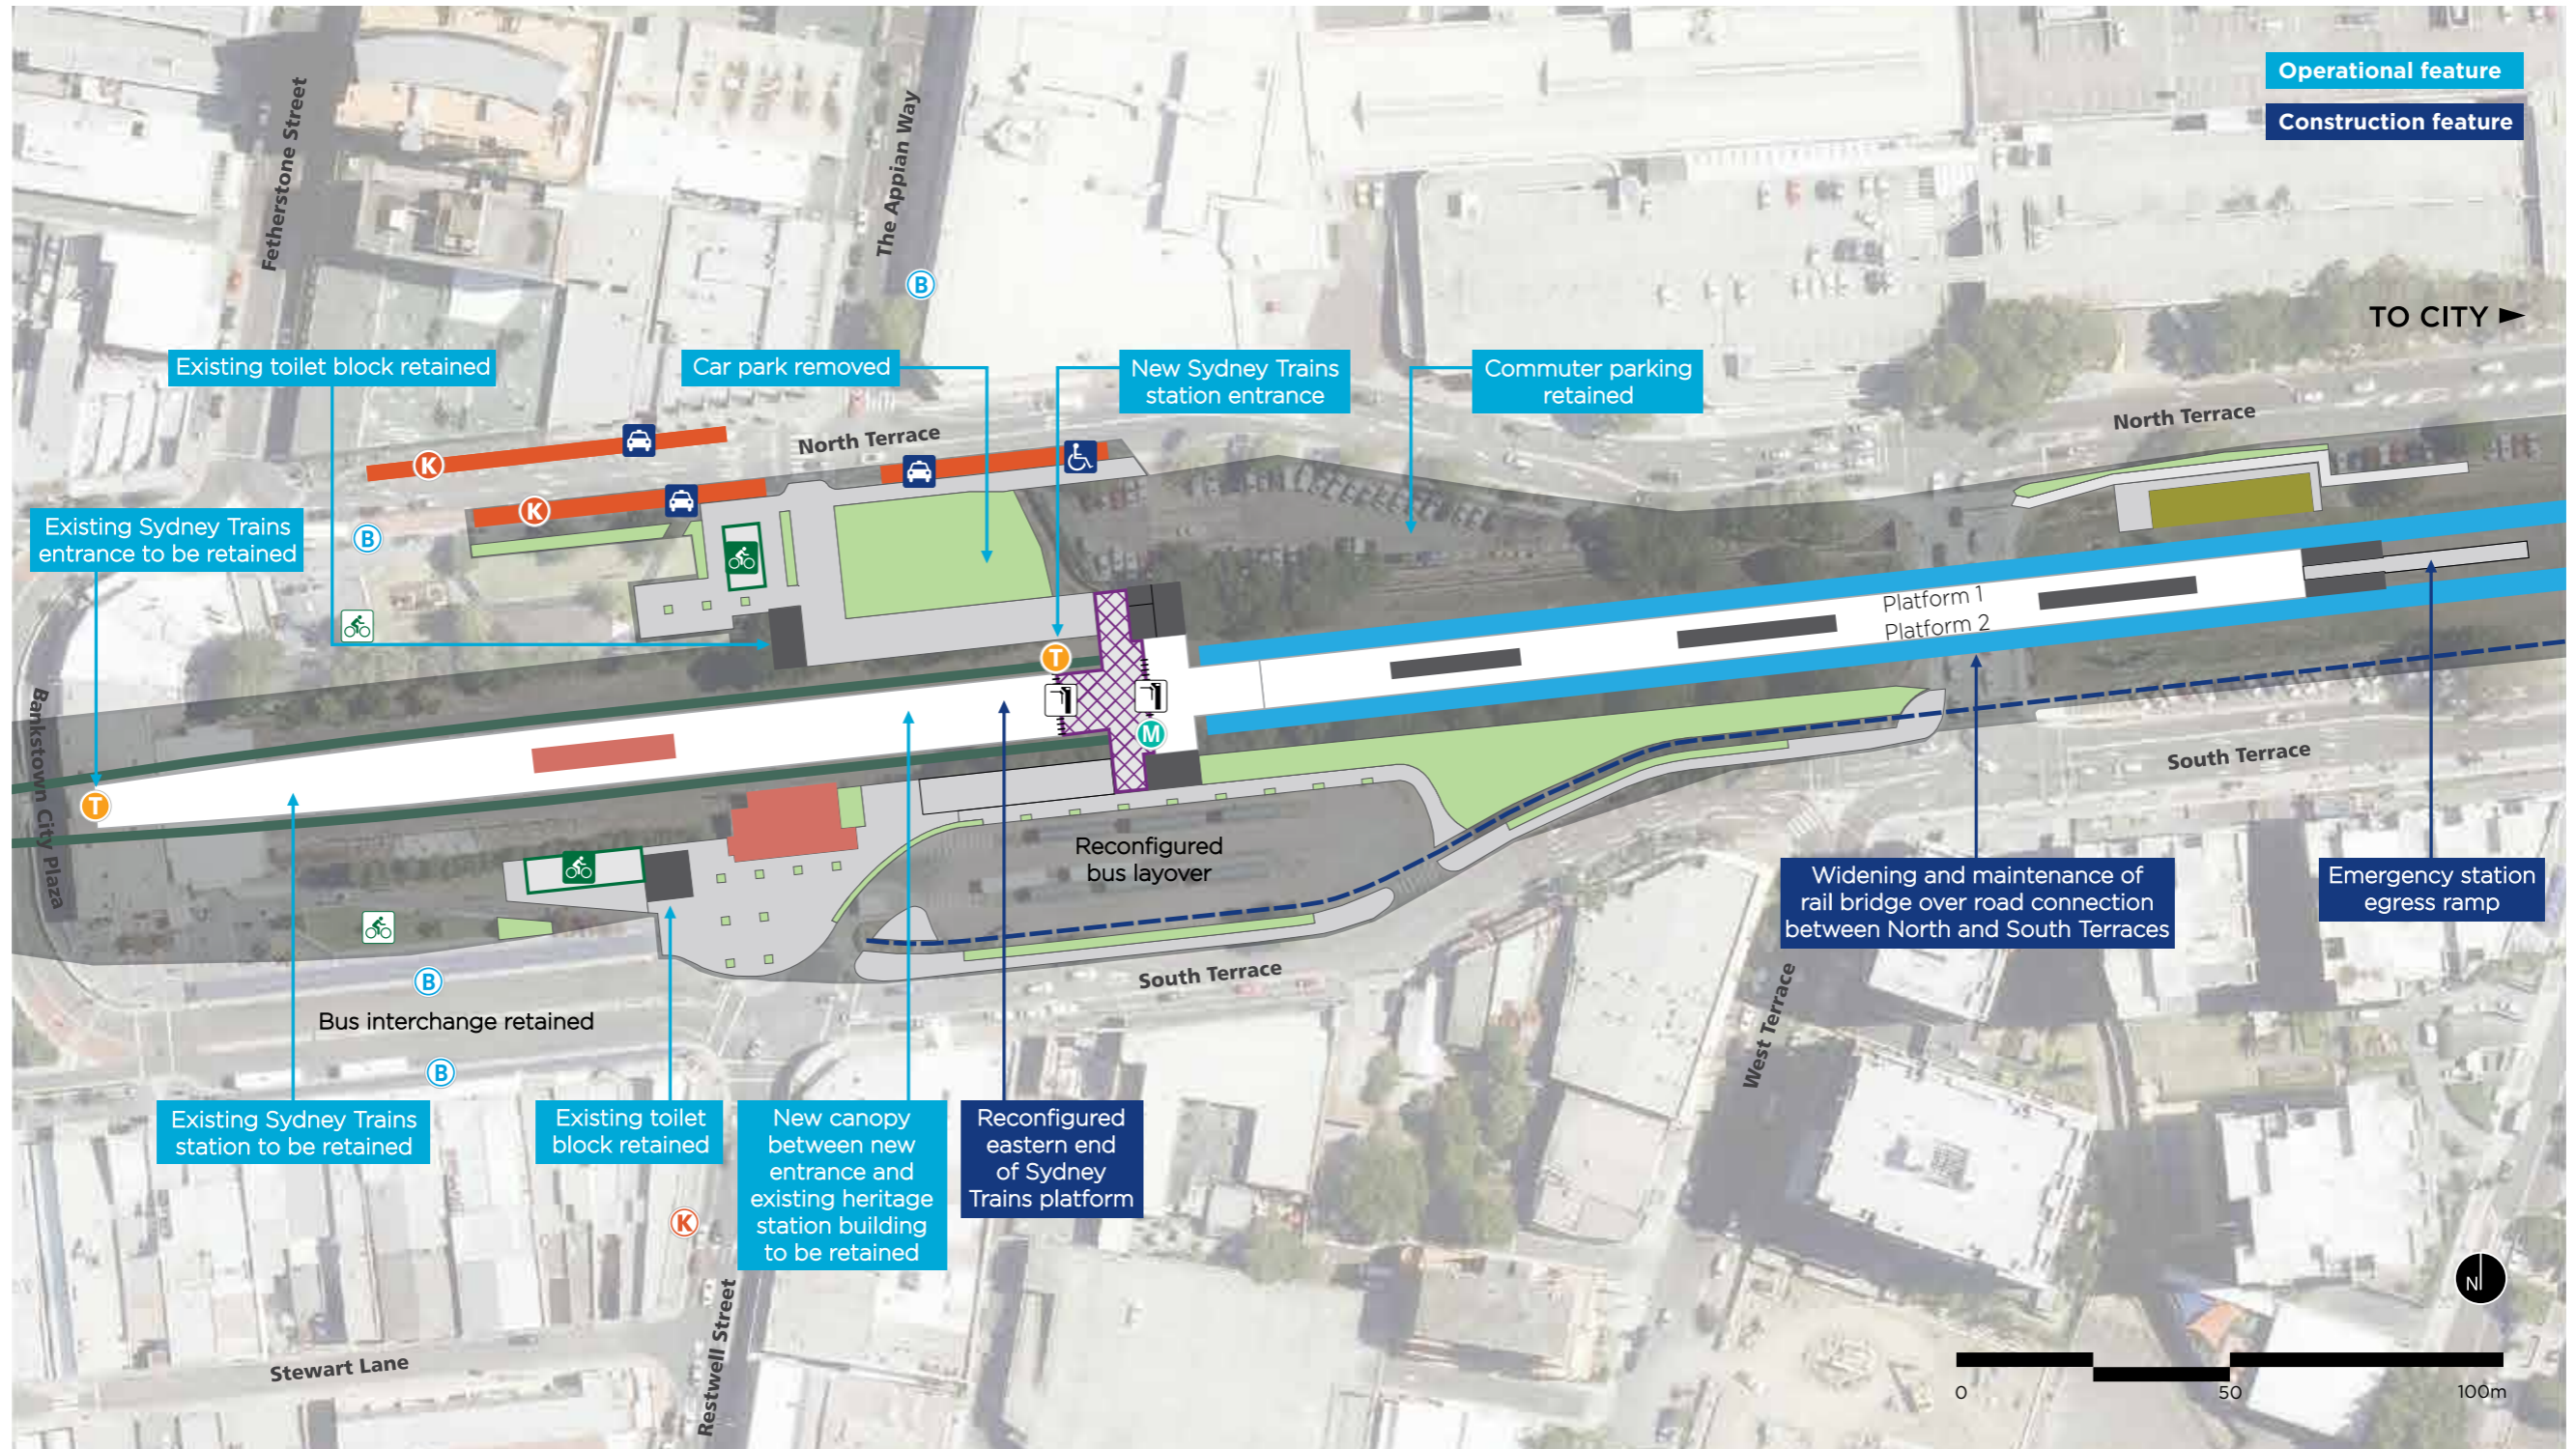 Operational feature
Construction feature
Fetherstone Street
The Appian Way
B
TO CITY
Existing toilet block retained
Car park removed
New Sydney Trains
station entrance
Commuter parking
retained
North Terrace
North Terrace
K
K
Existing Sydney Trains
entrance to be retained
B
Platform 1
Platform 2
T
M
T
Bankstown City Plaza
South Terrace
Reconfigured
bus layover
Widening and maintenance of
rail bridge over road connection
between North and South Terraces
Emergency station
egress ramp
South Terrace
West Terrace
B
Bus interchange retained
B
Existing Sydney Trains
station to be retained
Existing toilet
block retained
New canopy
between new
entrance and
existing heritage
station building
to be retained
Reconfigured
eastern end
of Sydney
Trains platform
K
Restwell Street
Stewart Lane
N
0
50
100m